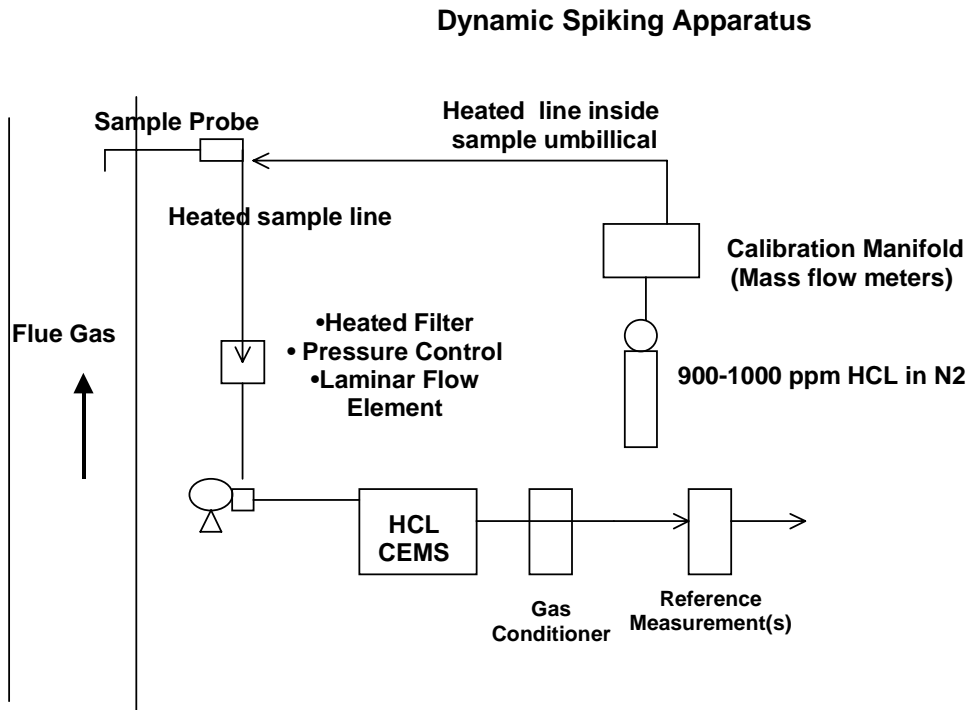 Dynamic Spiking Apparatus
Sample Probe
Heated line inside
sample umbillical
Heated sample line
Calibration Manifold
(Mass flow meters)
Flue Gas
•Heated Filter
• Pressure Control
•Laminar Flow
Element
900-1000 ppm HCL in N2
HCL
CEMS
Gas
Conditioner
Reference
Measurement(s)